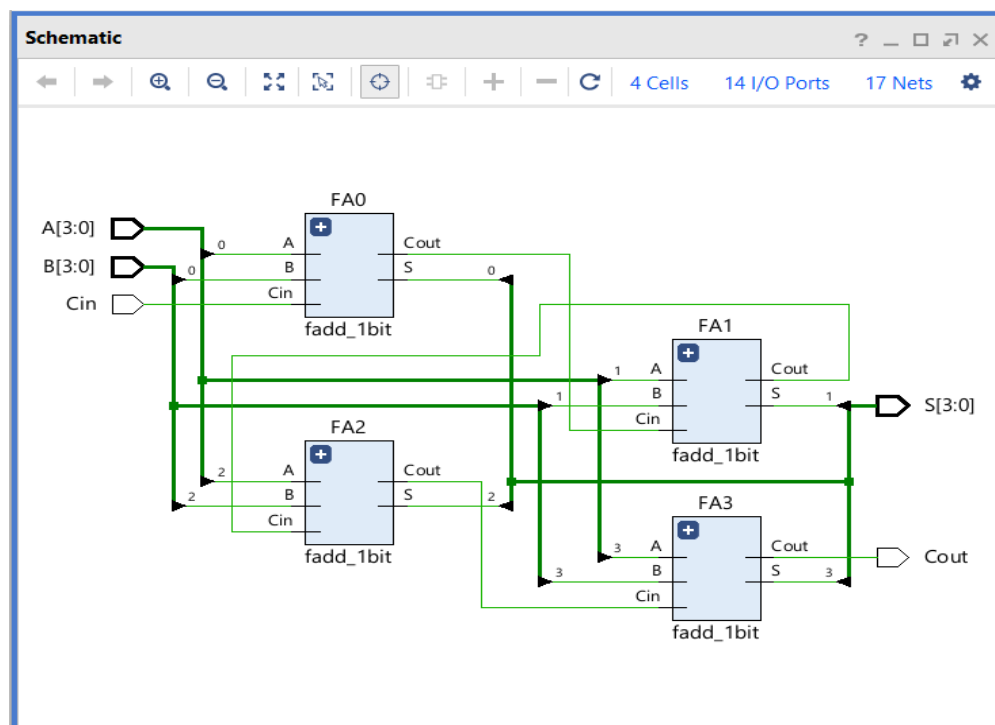 Schematic
4 Cells 14 I/O Ports 17 Nets
FA0
A[3:0]
0 A Cout
B[3:0]
0 B S 0
Cin
Cin
fadd_1bit
FA1
1 A Cout
1 B S 1
S[3:0]
Cin
fadd_1bit
FA2
2 A Cout
2 B S 2
Cin
fadd_1bit
FA3
3 A Cout
Cout
3 B S 3
Cin
fadd_1bit